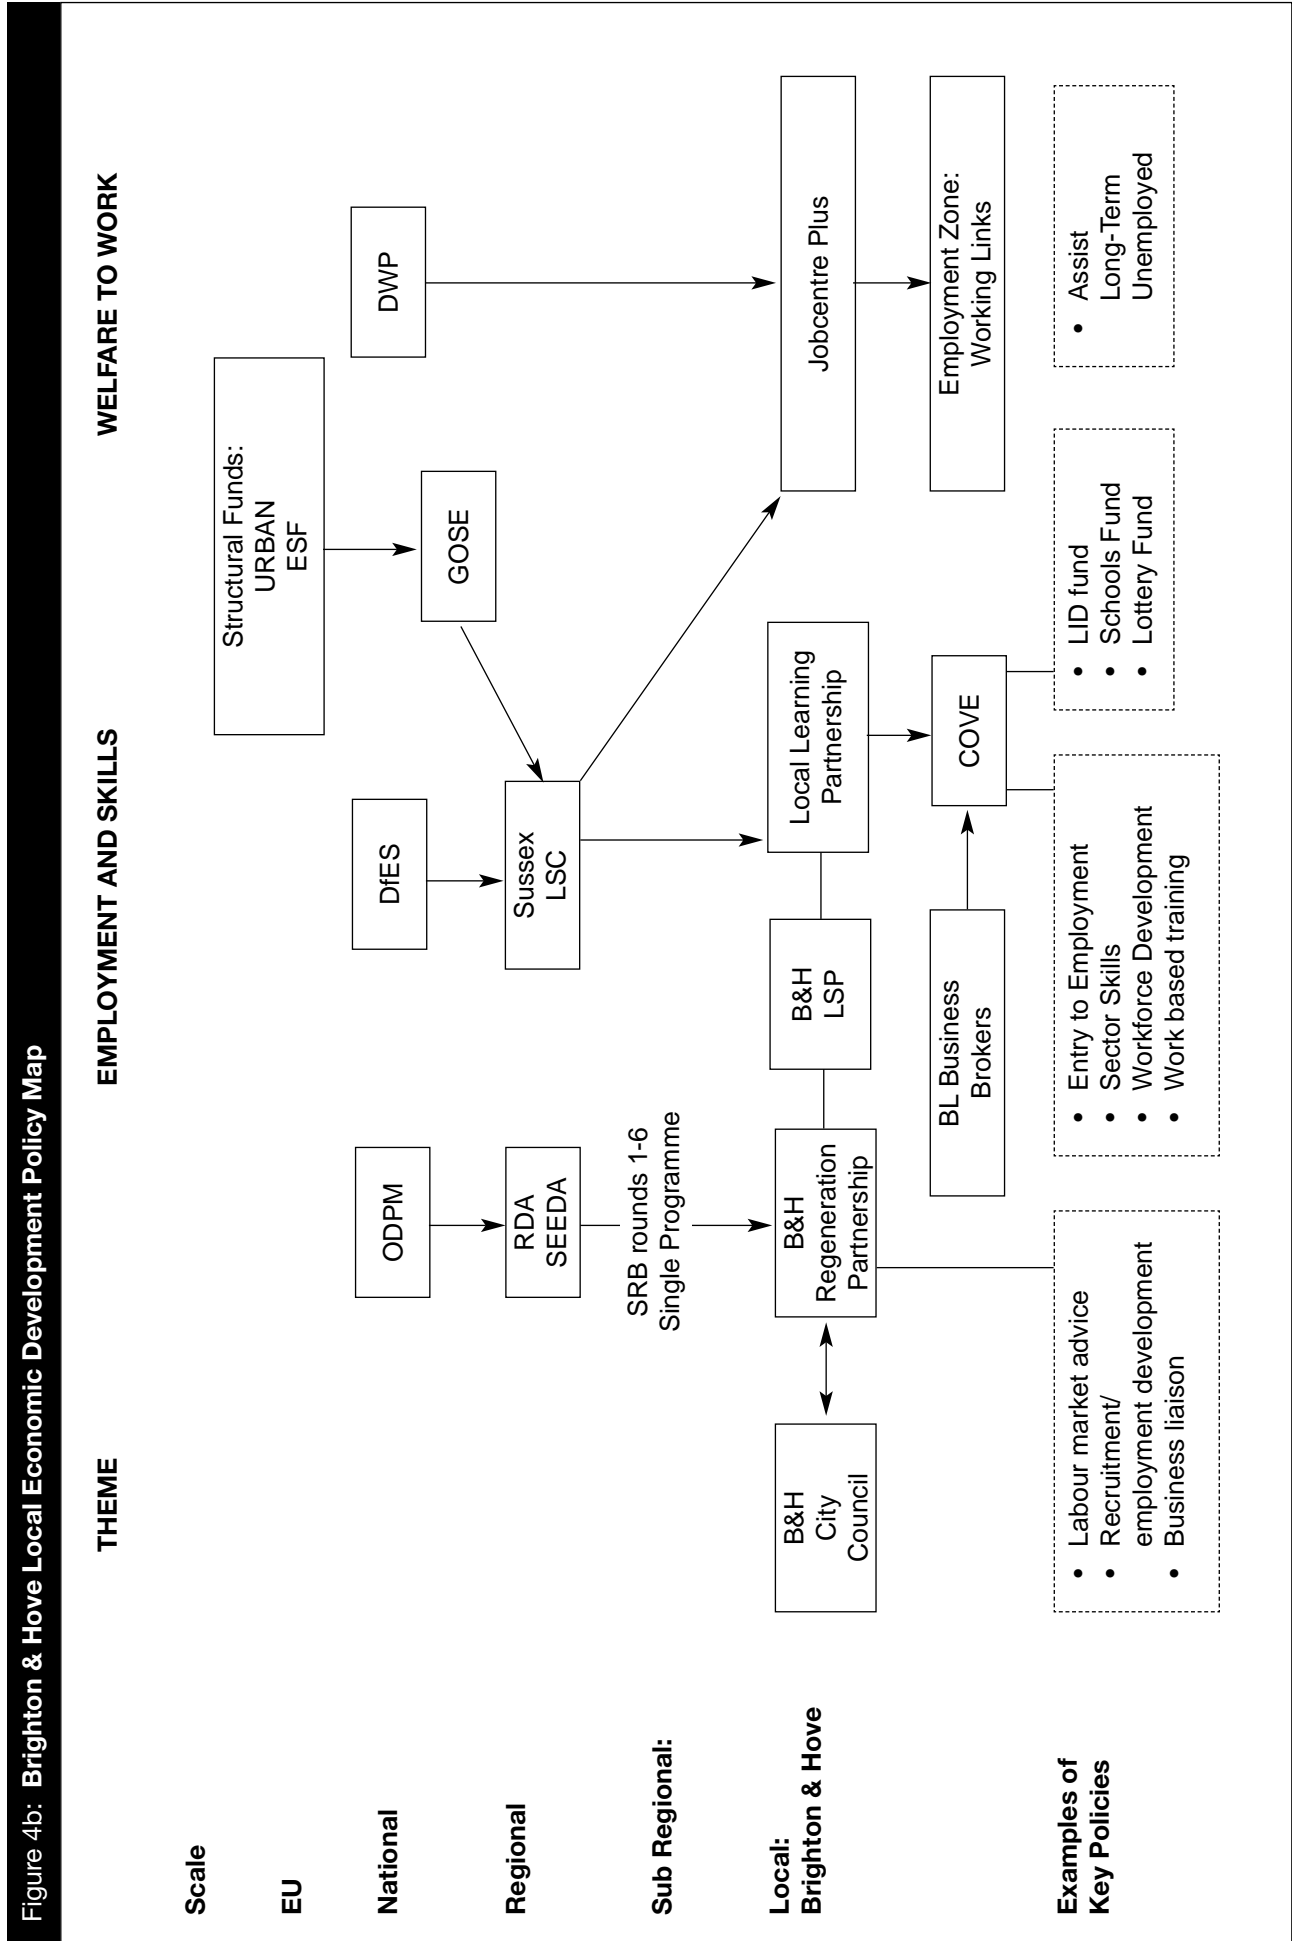 Figure 4b: Brighton & Hove Local Economic Development Policy Map
THEME
EMPLOYMENT AND SKILLS
WELFARE TO WORK
Scale
EU
Structural Funds:
URBAN
ESF
National
ODPM
DfES
DWP
GOSE
Regional
RDA
SEEDA
Sussex
LSC
Sub Regional:
SRB rounds 1-6
Single Programme
Local:
Brighton & Hove
B&H
City
Council
B&H
Regeneration
Partnership
B&H
LSP
Local Learning
Partnership
Jobcentre Plus
BL Business
Brokers
COVE
Employment Zone:
Working Links
Examples of
Key Policies
• Labour market advice
• Recruitment/
employment development
• Business liaison
• Entry to Employment
• Sector Skills
• Workforce Development
• Work based training
• LID fund
• Schools Fund
• Lottery Fund
• Assist
Long-Term
Unemployed